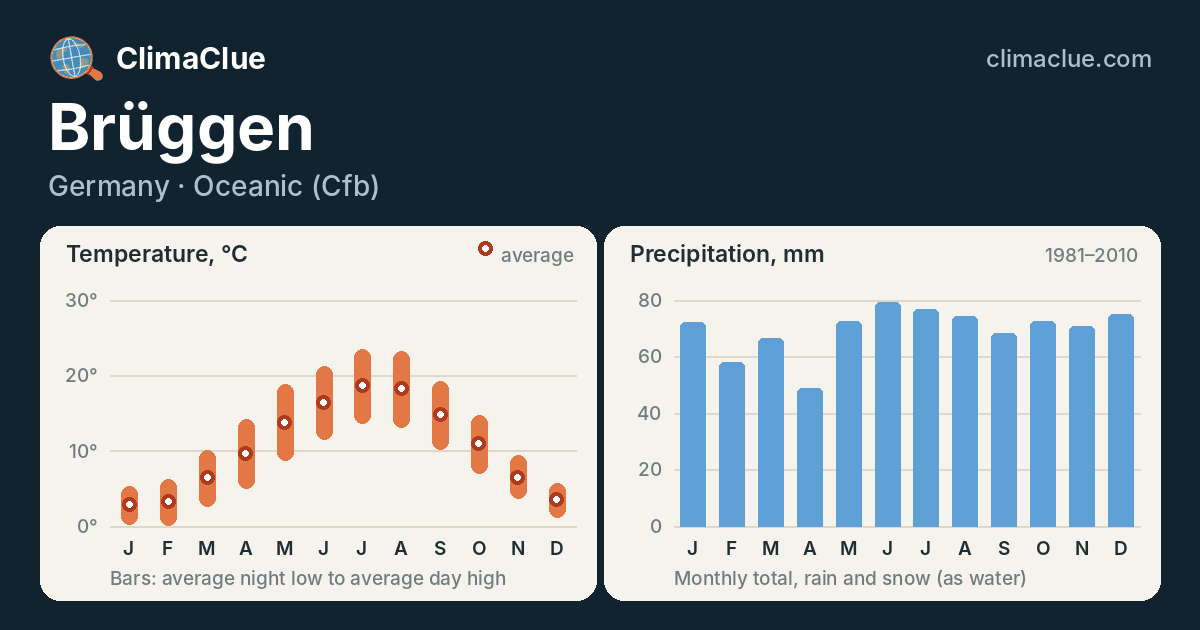 ClimaClue
climaclue.com
Brüggen
Germany · Oceanic (Cfb)
Temperature, °C
average
30°
20°
10°
0°
J F M A M J J A S O N D
Bars: average night low to average day high
Precipitation, mm
1981–2010
80
60
40
20
0
J F M A M J J A S O N D
Monthly total, rain and snow (as water)